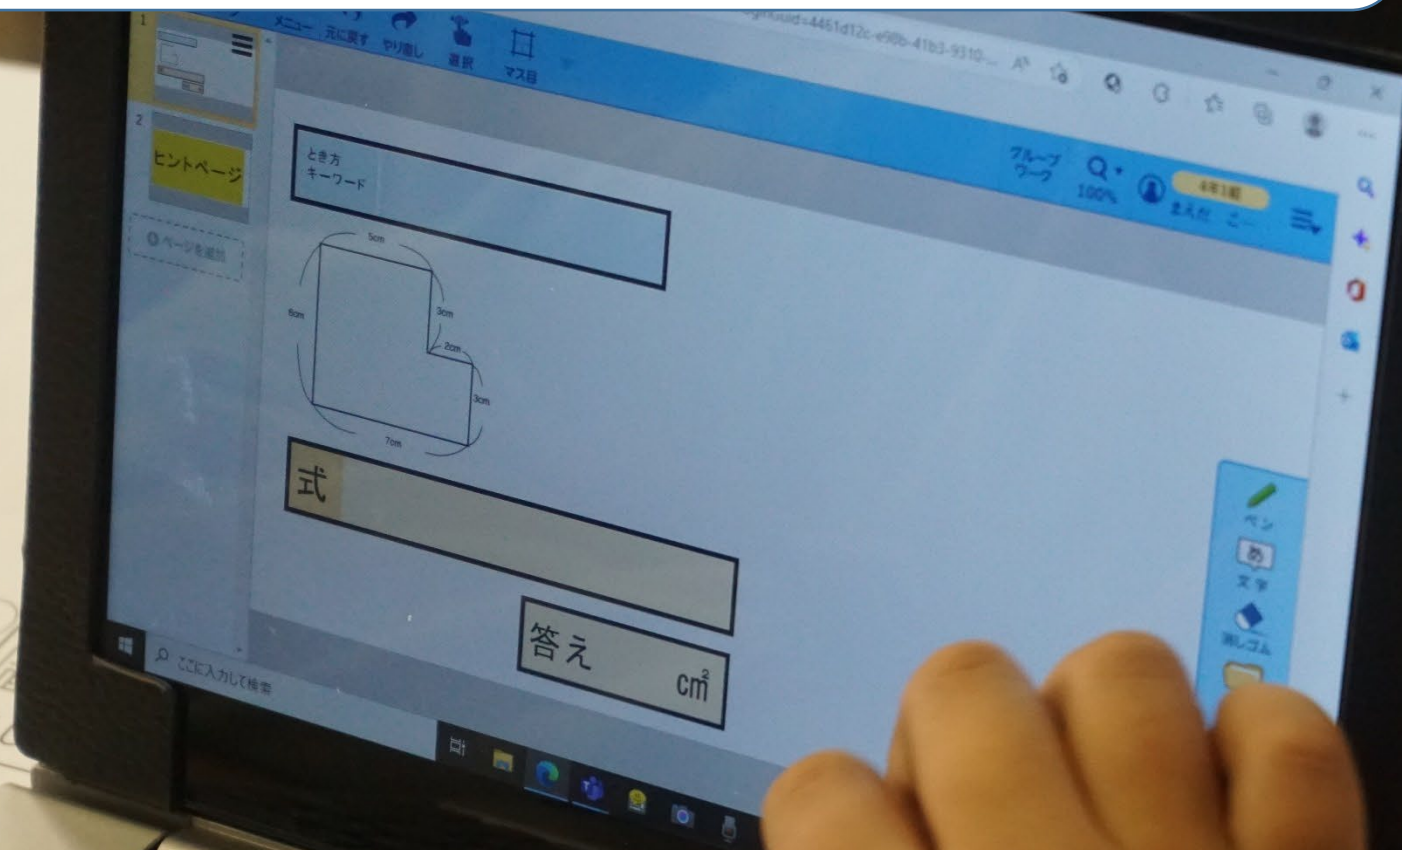 1
メニュー
元に戻す
やり直し
選択
マス目
2
ヒントページ
ページを追加
グループ
ワーク
100%
4年1組
とき方
キーワード
5cm
6cm
3cm
2cm
3cm
7cm
式
答え
cm²
ペン
め
文字
消しゴム
ここに入力して検索